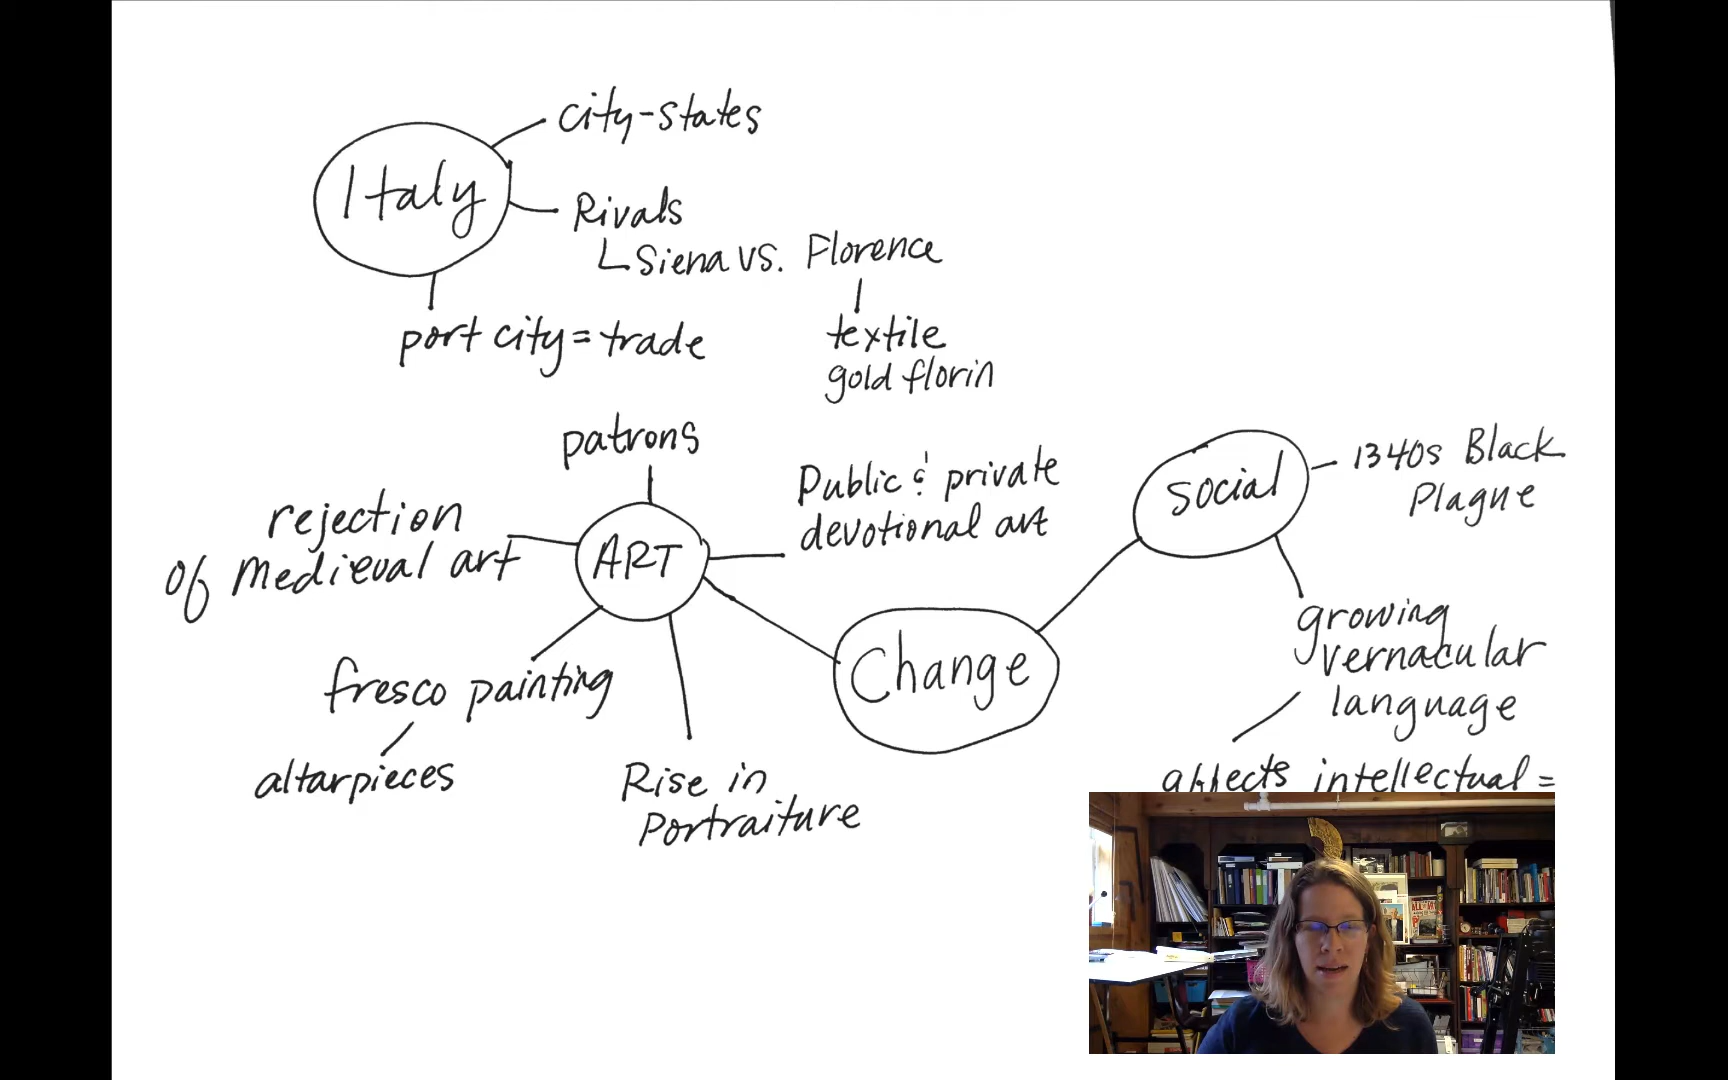 city-states
Italy
Rivals
Siena vs. Florence
port city = trade
textile
gold florin
patrons
Public & private
devotional art
rejection
of Medieval art
ART
fresco painting
altarpieces
Rise in
Portraiture
Change
social
1340s Black
Plague
growing
vernacular
language
affects intellectual =